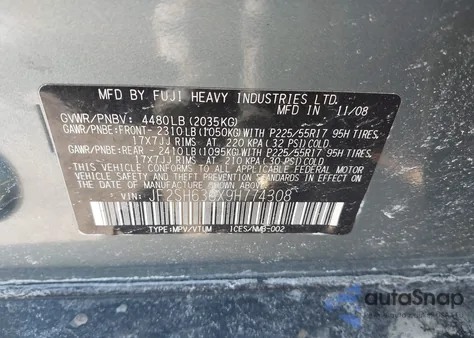 MFD BY FUJI HEAVY INDUSTRIES LTD.
GVWR/PNBV: 4480LB (2035KG) MFD IN 11/08
GAWR/PNBE:FRONT- 2310LB (1050KG)WITH P225/55R17 95H TIRES,
17X7JJ RIMS AT 220 KPA (32 PSI) COLD
GAWR/PNBE:REAR - 2410LB (1095KG)WITH P225/55R17 95H TIRES,
17X7JJ RIMS AT 210 KPA (30 PSI) COLD
THIS VEHICLE CONFORMS TO ALL APPLICABLE FEDERAL
MOTOR VEHICLE SAFETY STANDARDS IN EFFECT ON THE
DATE OF MANUFACTURE SHOWN ABOVE.
VIN:
TYPE:MPV/VTUM ICES/NMB-002
autoSnap